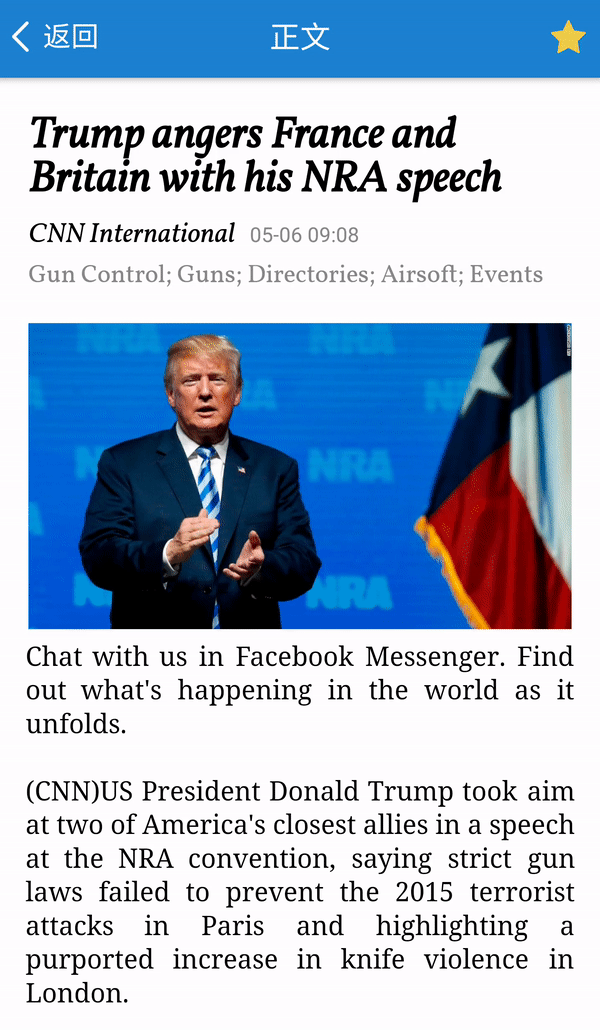 返回
正文
Trump angers France and
Britain with his NRA speech
CNN International 05-06 09:08
Gun Control; Guns; Directories; Airsoft; Events
NRA
NRA
NRA
NRA
NRA
Chat with us in Facebook Messenger. Find
out what's happening in the world as it
unfolds.
(CNN)US President Donald Trump took aim
at two of America's closest allies in a speech
at the NRA convention, saying strict gun
laws failed to prevent the 2015 terrorist
attacks in Paris and highlighting a
purported increase in knife violence in
London.